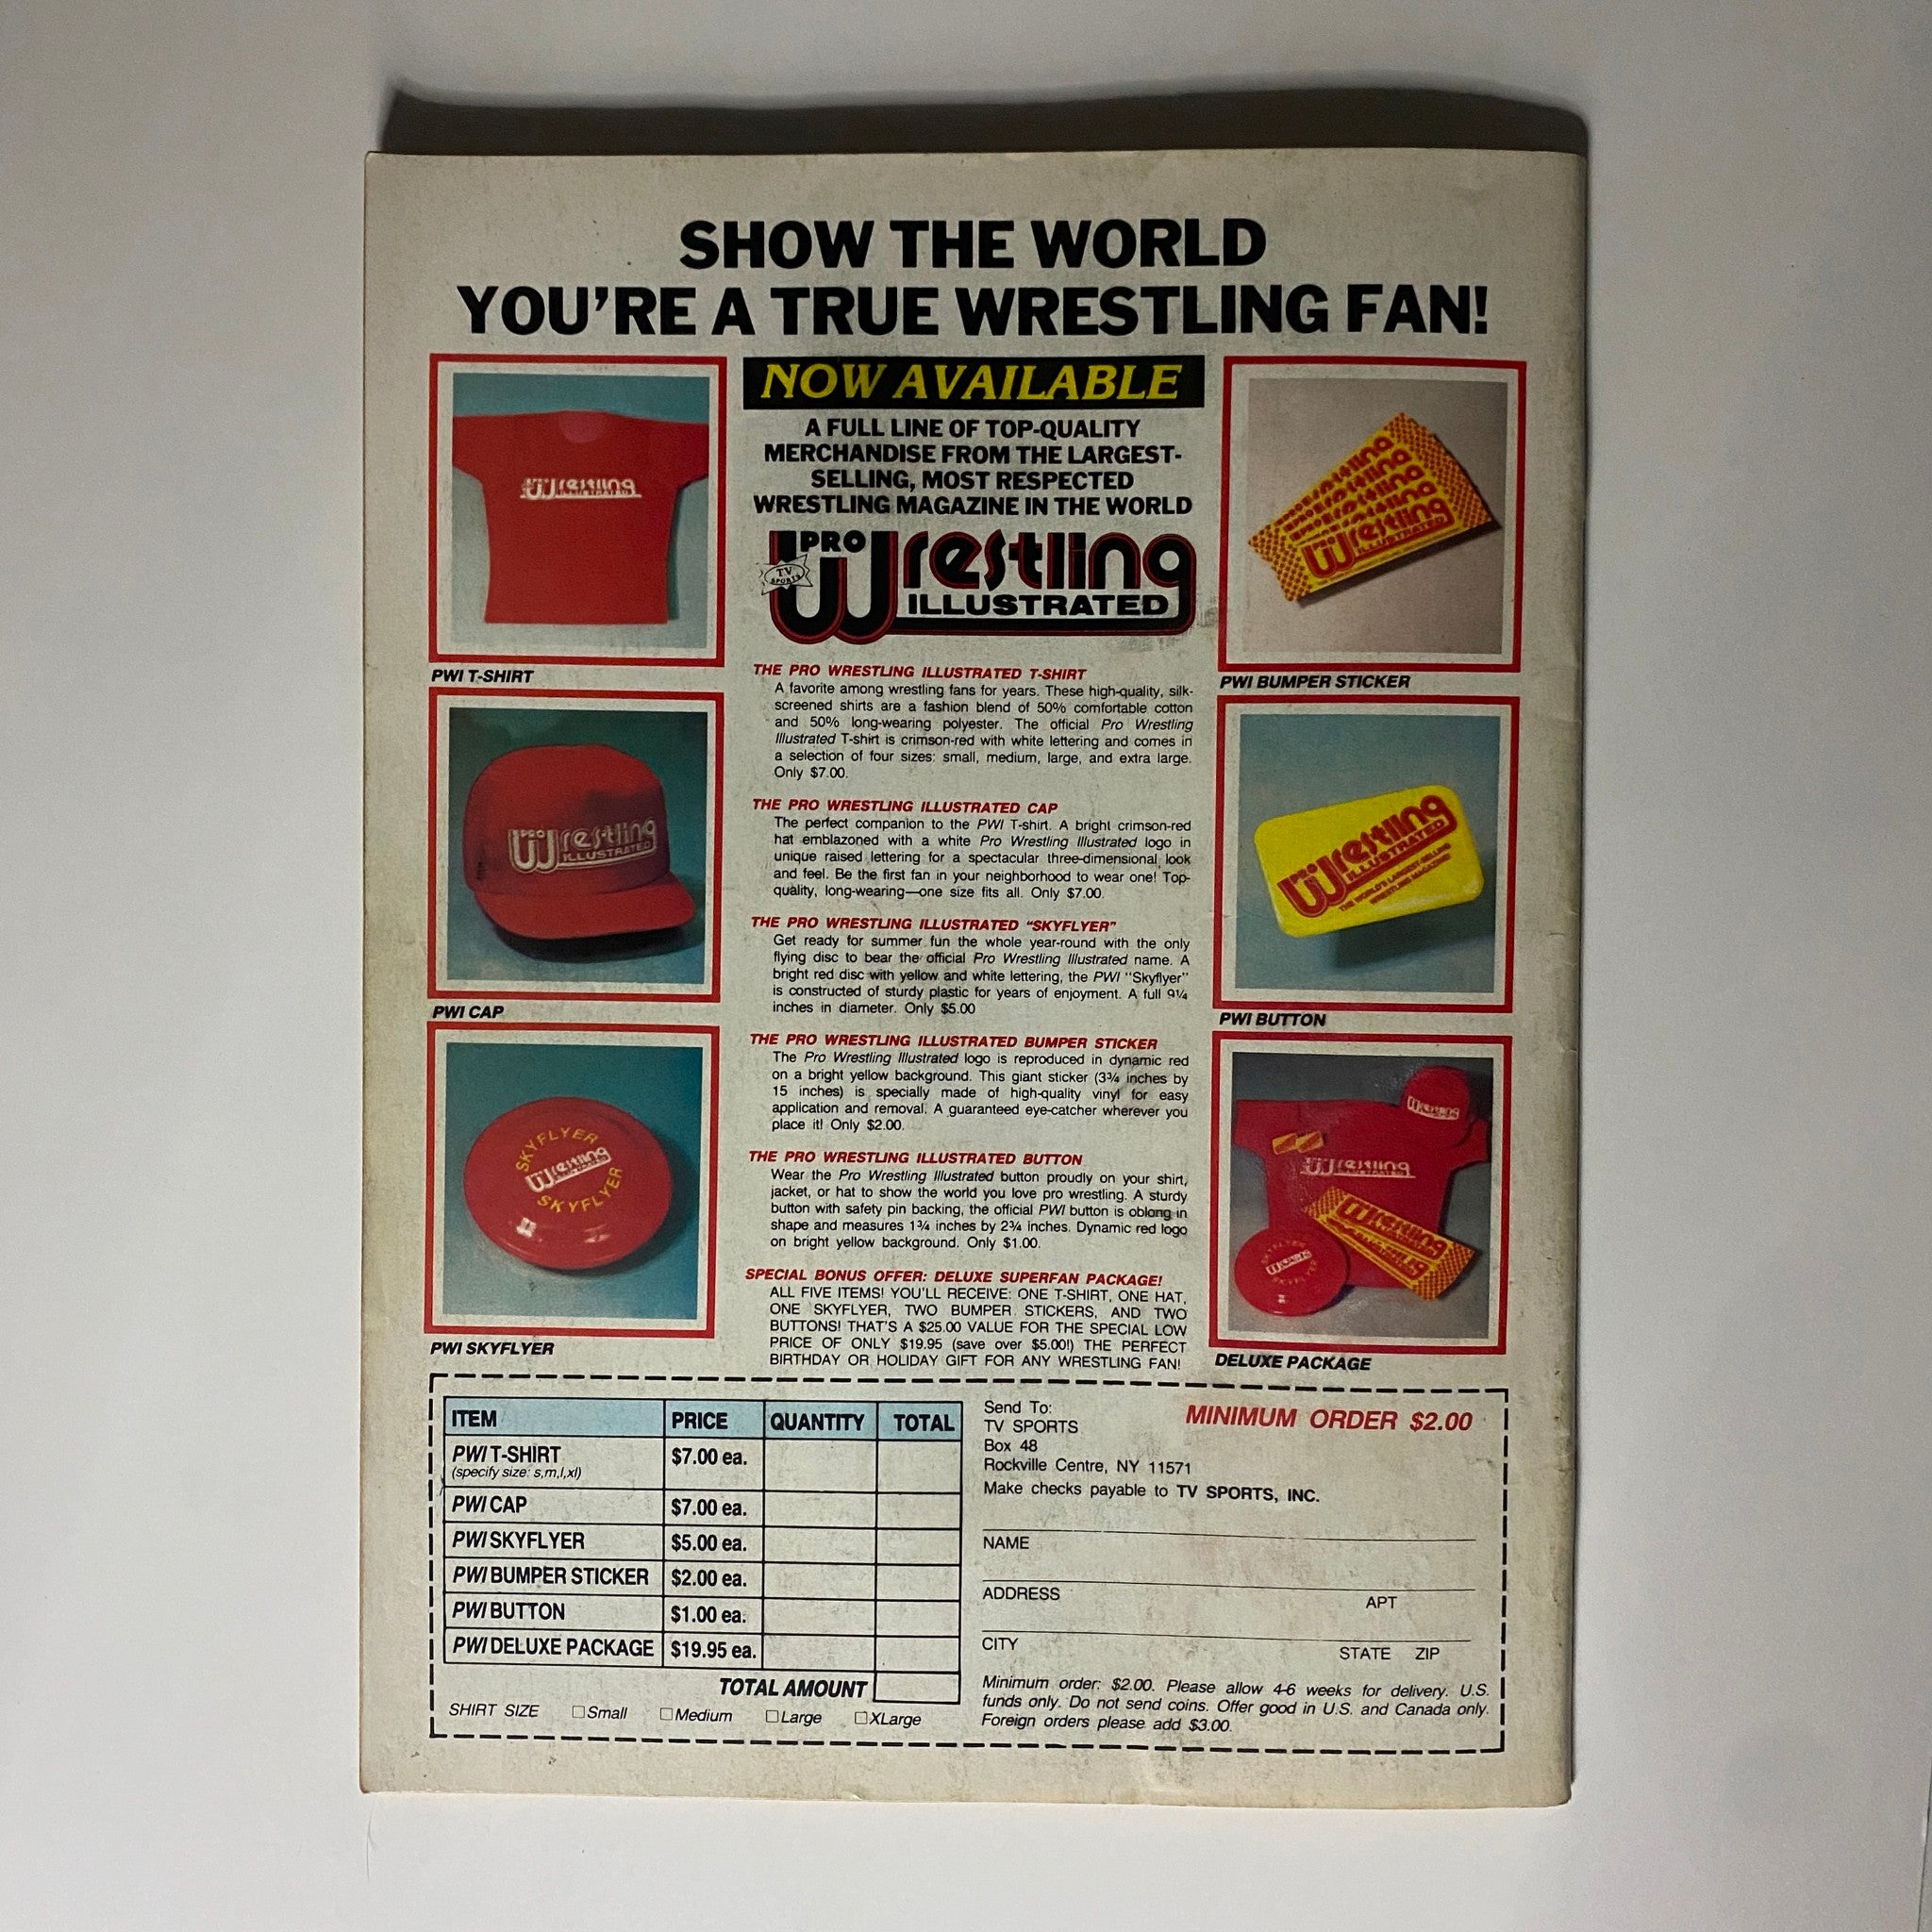 SHOW THE WORLD
YOU'RE A TRUE WRESTLING FAN!
Wrestling
ILLUSTRATED
PWI T-SHIRT
PRO
Wrestling
ILLUSTRATED
PWI CAP
SKYFLYER
Wrestling
SKYFLYER
PWI SKYFLYER
NOW AVAILABLE
A FULL LINE OF TOP-QUALITY
MERCHANDISE FROM THE LARGEST-
SELLING, MOST RESPECTED
WRESTLING MAGAZINE IN THE WORLD
PRO
Wrestling
TV
SPORTS
ILLUSTRATED
THE PRO WRESTLING ILLUSTRATED T-SHIRT
A favorite among wrestling fans for years. These high-quality, silk-
screened shirts are a fashion blend of 50% comfortable cotton
and 50% long-wearing polyester. The official Pro Wrestling
Illustrated T-shirt is crimson-red with white lettering and comes in
a selection of four sizes: small, medium, large, and extra large.
Only $7.00.
THE PRO WRESTLING ILLUSTRATED CAP
The perfect companion to the PWI T-shirt. A bright crimson-red
hat emblazoned with a white Pro Wrestling Illustrated logo in
unique raised lettering for a spectacular three-dimensional look
and feel. Be the first fan in your neighborhood to wear one! Top-
quality, long-wearing—one size fits all. Only $7.00.
THE PRO WRESTLING ILLUSTRATED "SKYFLYER"
Get ready for summer fun the whole year-round with the only
flying disc to bear the official Pro Wrestling Illustrated name. A
bright red disc with yellow and white lettering, the PWI "Skyflyer"
is constructed of sturdy plastic for years of enjoyment. A full 9¼
inches in diameter. Only $5.00
THE PRO WRESTLING ILLUSTRATED BUMPER STICKER
The Pro Wrestling Illustrated logo is reproduced in dynamic red
on a bright yellow background. This giant sticker (3¾ inches by
15 inches) is specially made of high-quality vinyl for easy
application and removal. A guaranteed eye-catcher wherever you
place it! Only $2.00.
THE PRO WRESTLING ILLUSTRATED BUTTON
Wear the Pro Wrestling Illustrated button proudly on your shirt,
jacket, or hat to show the world you love pro wrestling. A sturdy
button with safety pin backing, the official PWI button is oblong in
shape and measures 1¾ inches by 2¾ inches. Dynamic red logo
on bright yellow background. Only $1.00.
SPECIAL BONUS OFFER: DELUXE SUPERFAN PACKAGE!
ALL FIVE ITEMS! YOU'LL RECEIVE: ONE T-SHIRT, ONE HAT,
ONE SKYFLYER, TWO BUMPER STICKERS, AND TWO
BUTTONS! THAT'S A $25.00 VALUE FOR THE SPECIAL LOW
PRICE OF ONLY $19.95 (save over $5.00!) THE PERFECT
BIRTHDAY OR HOLIDAY GIFT FOR ANY WRESTLING FAN!
PRO
Wrestling
ILLUSTRATED
PWI BUMPER STICKER
PRO
Wrestling
ILLUSTRATED
THE WORLD'S LARGEST-SELLING
WRESTLING MAGAZINE
PWI BUTTON
Wrestling
Wrestling
Wrestling
DELUXE PACKAGE
ITEM PRICE QUANTITY TOTAL
PWI T-SHIRT $7.00 ea.
(specify size: s,m,l,xl)
PWI CAP $7.00 ea.
PWI SKYFLYER $5.00 ea.
PWI BUMPER STICKER $2.00 ea.
PWI BUTTON $1.00 ea.
PWI DELUXE PACKAGE $19.95 ea.
TOTAL AMOUNT
SHIRT SIZE □Small □Medium □Large □XLarge
Send To:
TV SPORTS
Box 48
Rockville Centre, NY 11571
Make checks payable to TV SPORTS, INC.
MINIMUM ORDER $2.00
NAME
ADDRESS APT
CITY STATE ZIP
Minimum order: $2.00. Please allow 4-6 weeks for delivery. U.S.
funds only. Do not send coins. Offer good in U.S. and Canada only.
Foreign orders please add $3.00.